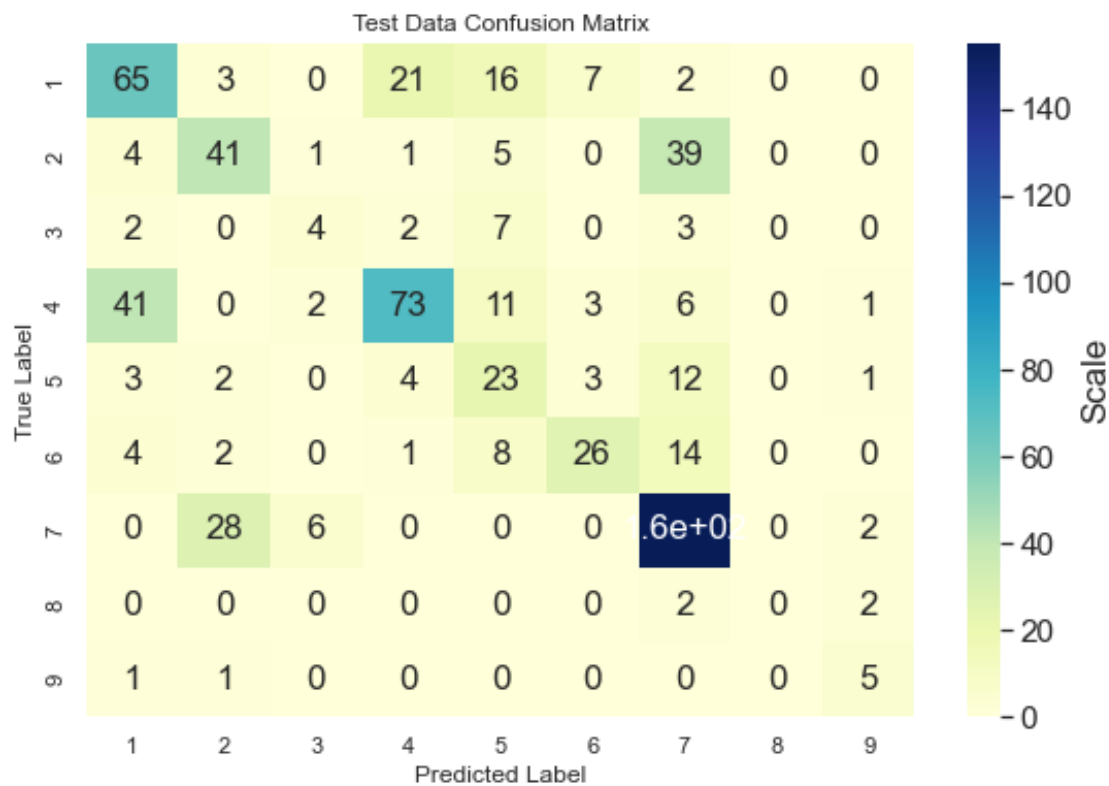 Test Data Confusion Matrix
1 65 3 0 21 16 7 2 0 0
2 4 41 1 1 5 0 39 0 0
3 2 0 4 2 7 0 3 0 0
4 41 0 2 73 11 3 6 0 1
5 3 2 0 4 23 3 12 0 1
6 4 2 0 1 8 26 14 0 0
7 0 28 6 0 0 0 .6e+02 0 2
8 0 0 0 0 0 0 2 0 2
9 1 1 0 0 0 0 0 0 5
1 2 3 4 5 6 7 8 9
Predicted Label
True Label
140
120
100
80
60
40
20
0
Scale